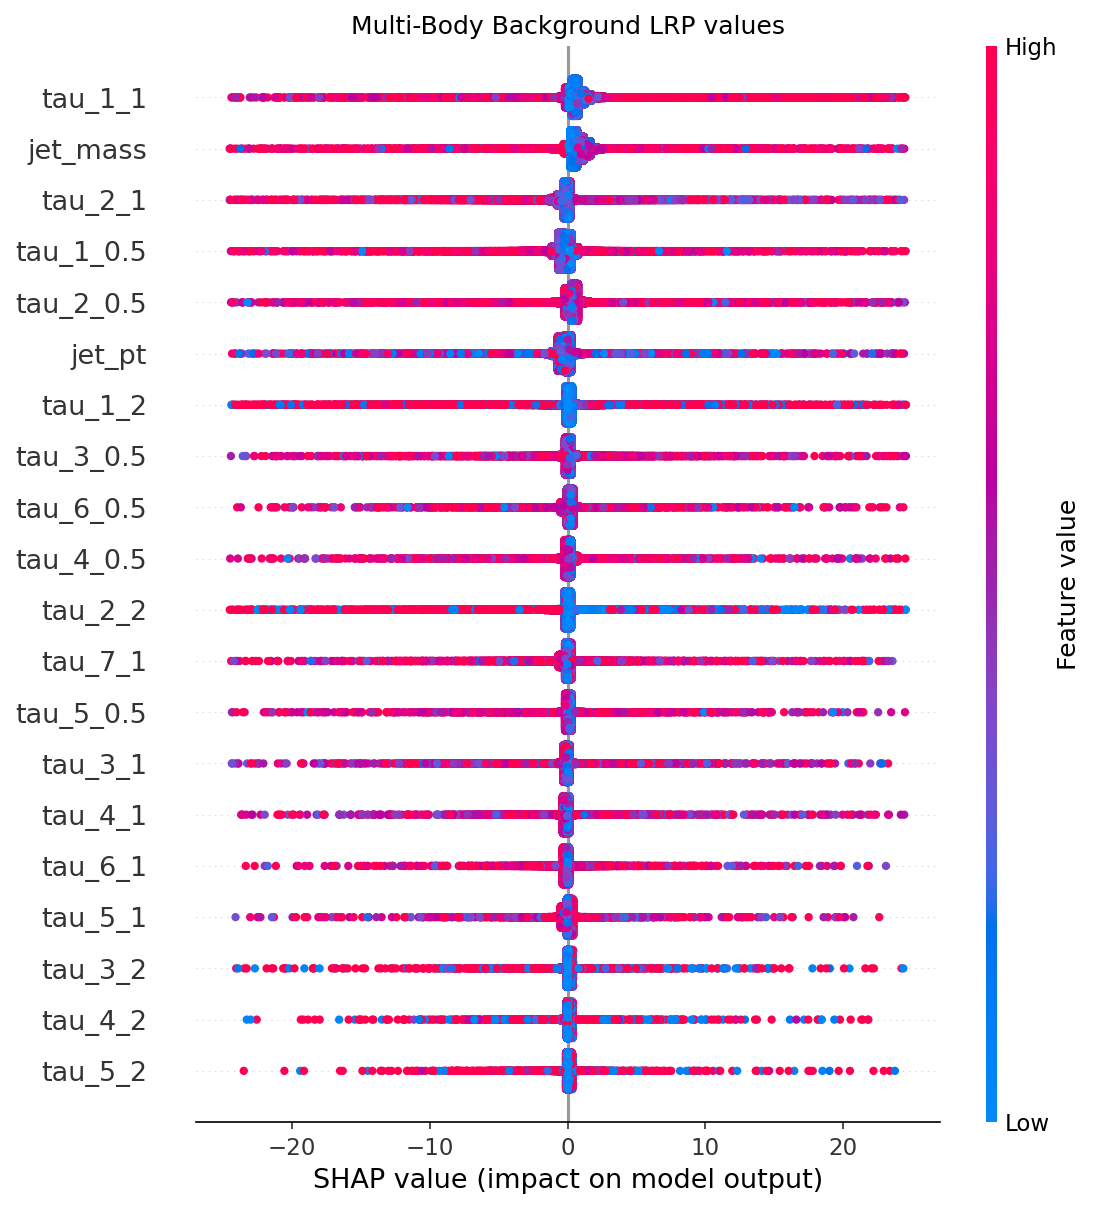 Multi-Body Background LRP values
High
tau_1_1
jet_mass
tau_2_1
tau_1_0.5
tau_2_0.5
jet_pt
tau_1_2
tau_3_0.5
tau_6_0.5
tau_4_0.5
tau_2_2
tau_7_1
tau_5_0.5
tau_3_1
tau_4_1
tau_6_1
tau_5_1
tau_3_2
tau_4_2
tau_5_2
Feature value
Low
−20 −10 0 10 20
SHAP value (impact on model output)